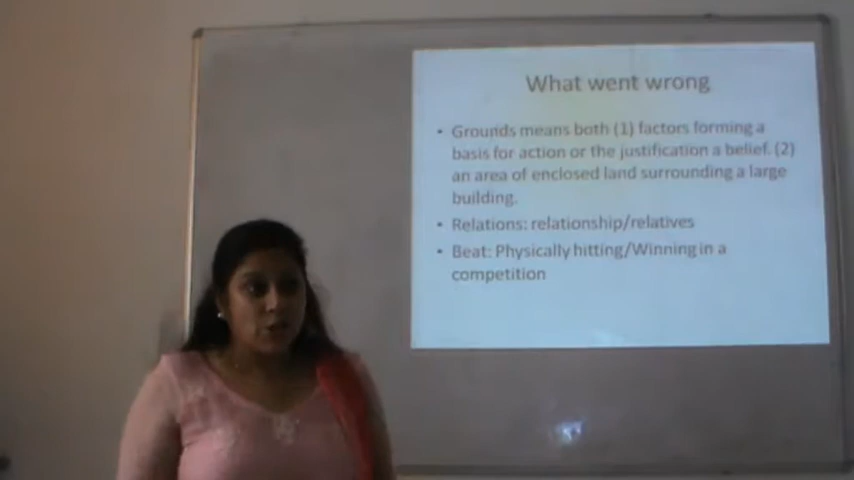 What went wrong
• Grounds means both (1) factors forming a
basis for action or the justification a belief. (2)
an area of enclosed land surrounding a large
building.
• Relations: relationship/relatives
• Beat: Physically hitting/Winning in a
competition